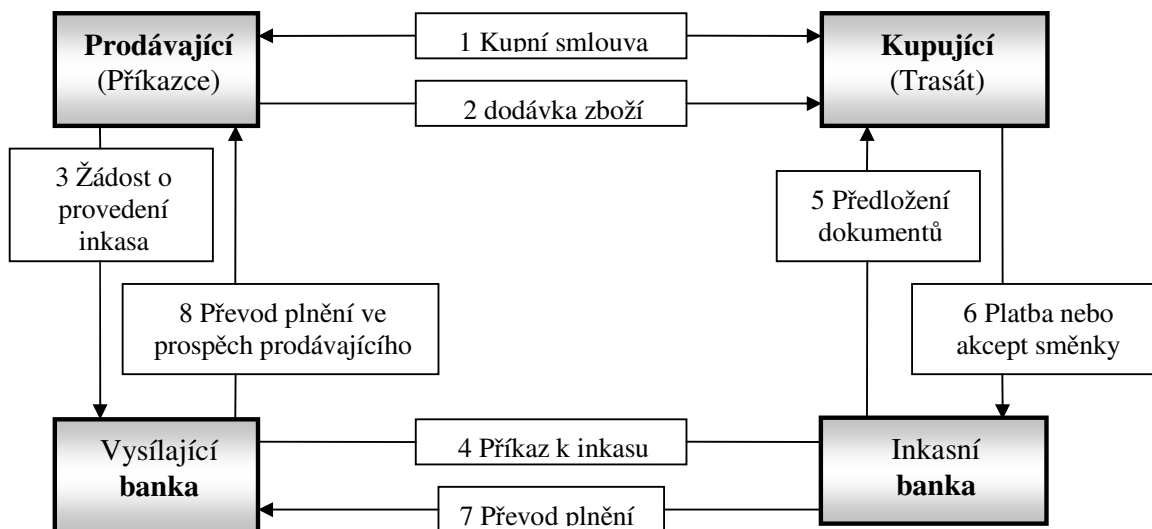 Prodávající
(Příkazce)
1 Kupní smlouva
Kupující
(Trasát)
2 dodávka zboží
3 Žádost o
provedení
inkasa
5 Předložení
dokumentů
8 Převod plnění ve
prospěch prodávajícího
6 Platba nebo
akcept směnky
Vysílající
banka
4 Příkaz k inkasu
Inkasní
banka
7 Převod plnění